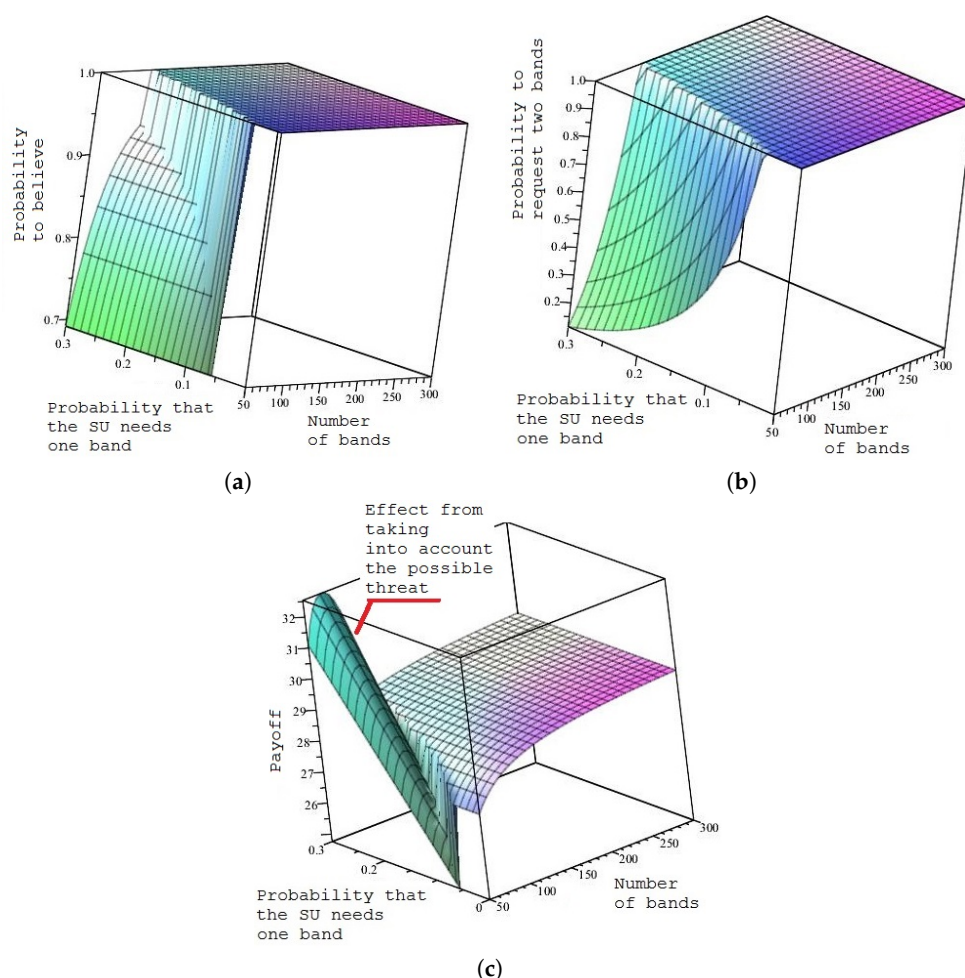 1.0
0.9
0.8
0.7
Probability
to believe
0.3
0.2
0.1
50 100 150 200 250 300
Probability that
the SU needs
one band
Number
of bands
(a)
1.0
0.9
0.8
0.7
0.6
0.5
0.4
0.3
0.2
Probability to
request two bands
0.3
0.2
0.1
50 100 150 200 250 300
Probability that
the SU needs
one band
Number
of bands
(b)
Effect from
taking
into account
the possible
threat
32
31
30
29
28
27
26
Payoff
0.3
0.2
0
50 100 150 200 250 300
Probability that
the SU needs
one band
Number
of bands
(c)